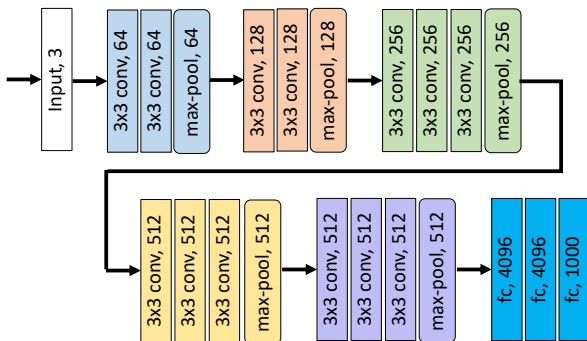 Input, 3
3x3 conv, 64
3x3 conv, 64
max-pool, 64
3x3 conv, 128
3x3 conv, 128
max-pool, 128
3x3 conv, 256
3x3 conv, 256
3x3 conv, 256
max-pool, 256
3x3 conv, 512
3x3 conv, 512
3x3 conv, 512
max-pool, 512
3x3 conv, 512
3x3 conv, 512
3x3 conv, 512
max-pool, 512
fc, 4096
fc, 4096
fc, 1000